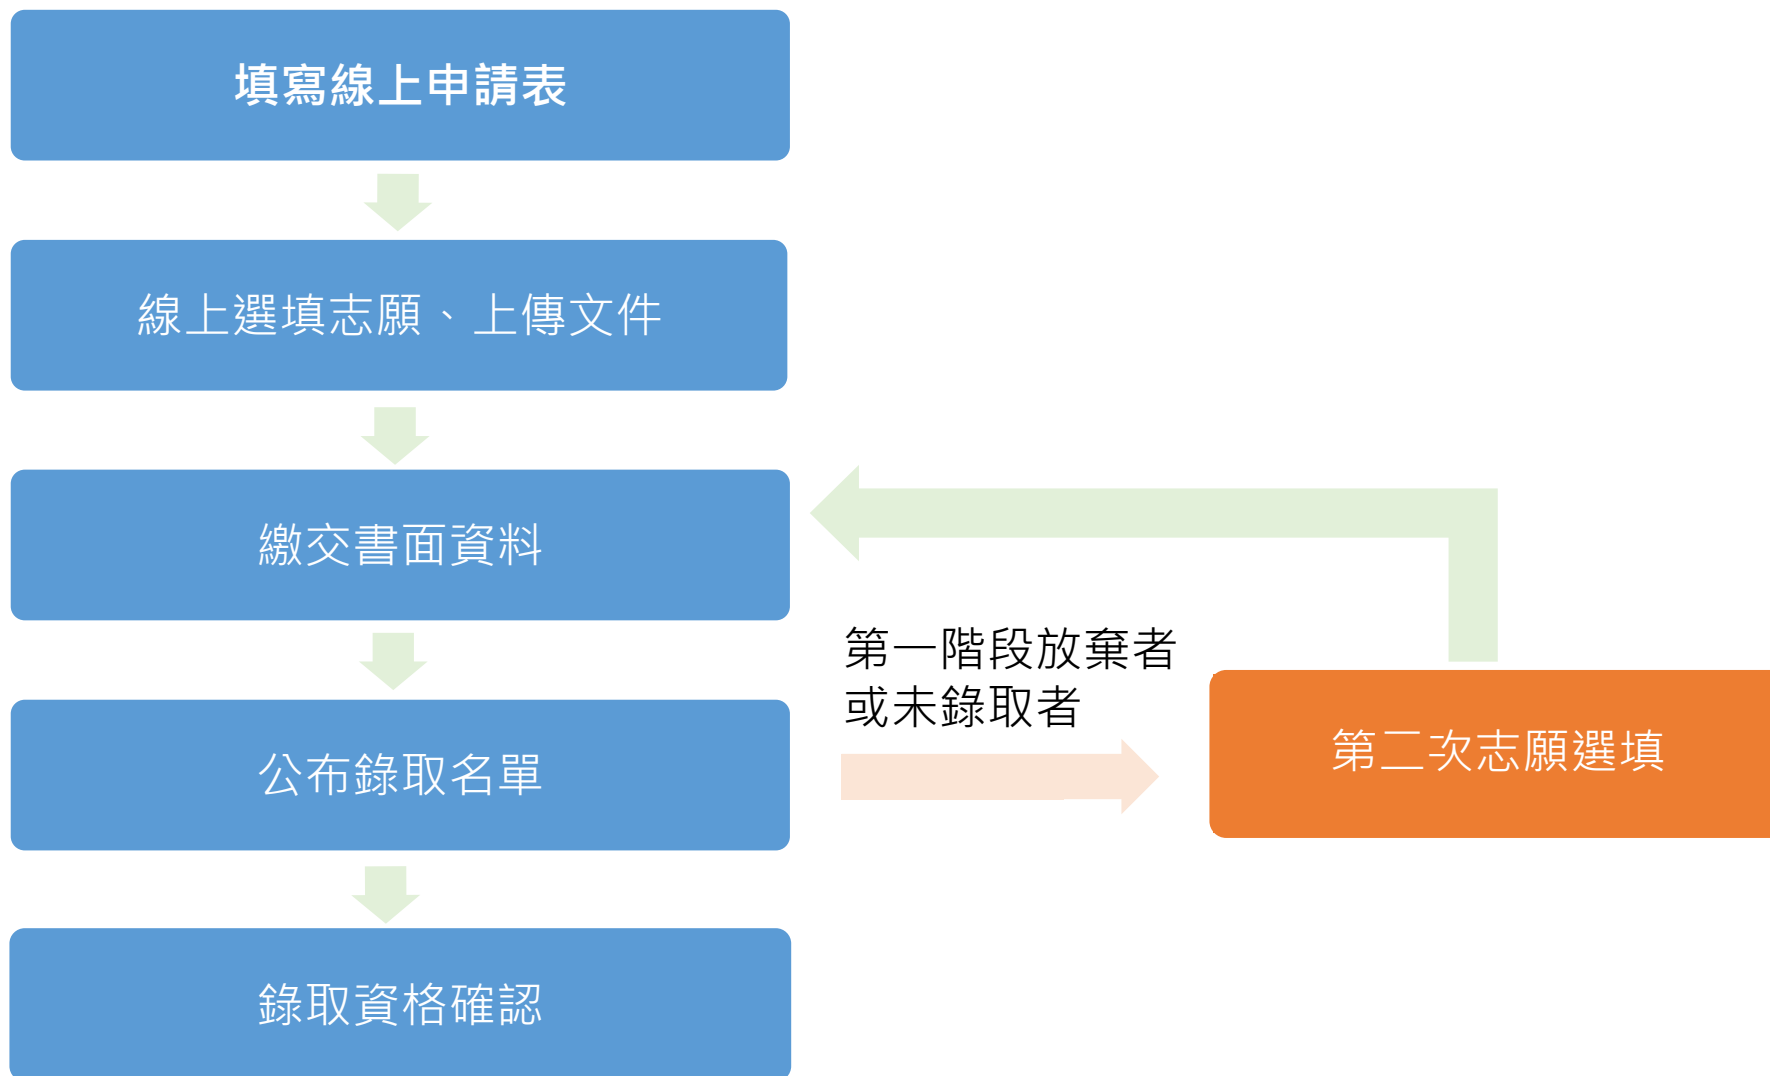 填寫線上申請表
線上選填志願、上傳文件
繳交書面資料
第一階段放棄者
或未錄取者
公布錄取名單
第二次志願選填
錄取資格確認